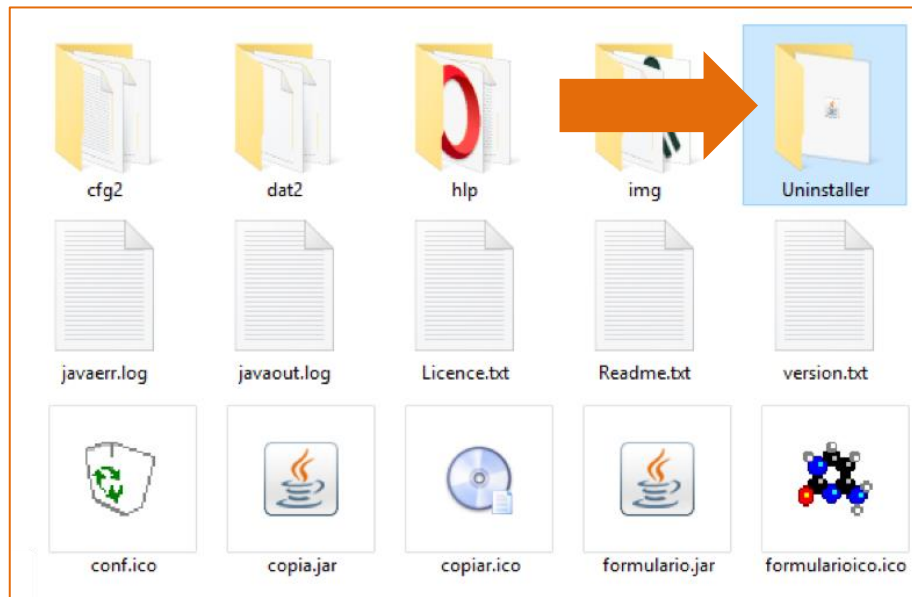 cfg2
dat2
hlp
img
Uninstaller
javaerr.log
javaout.log
Licence.txt
Readme.txt
version.txt
conf.ico
copia.jar
copiar.ico
formulario.jar
formularioico.ico